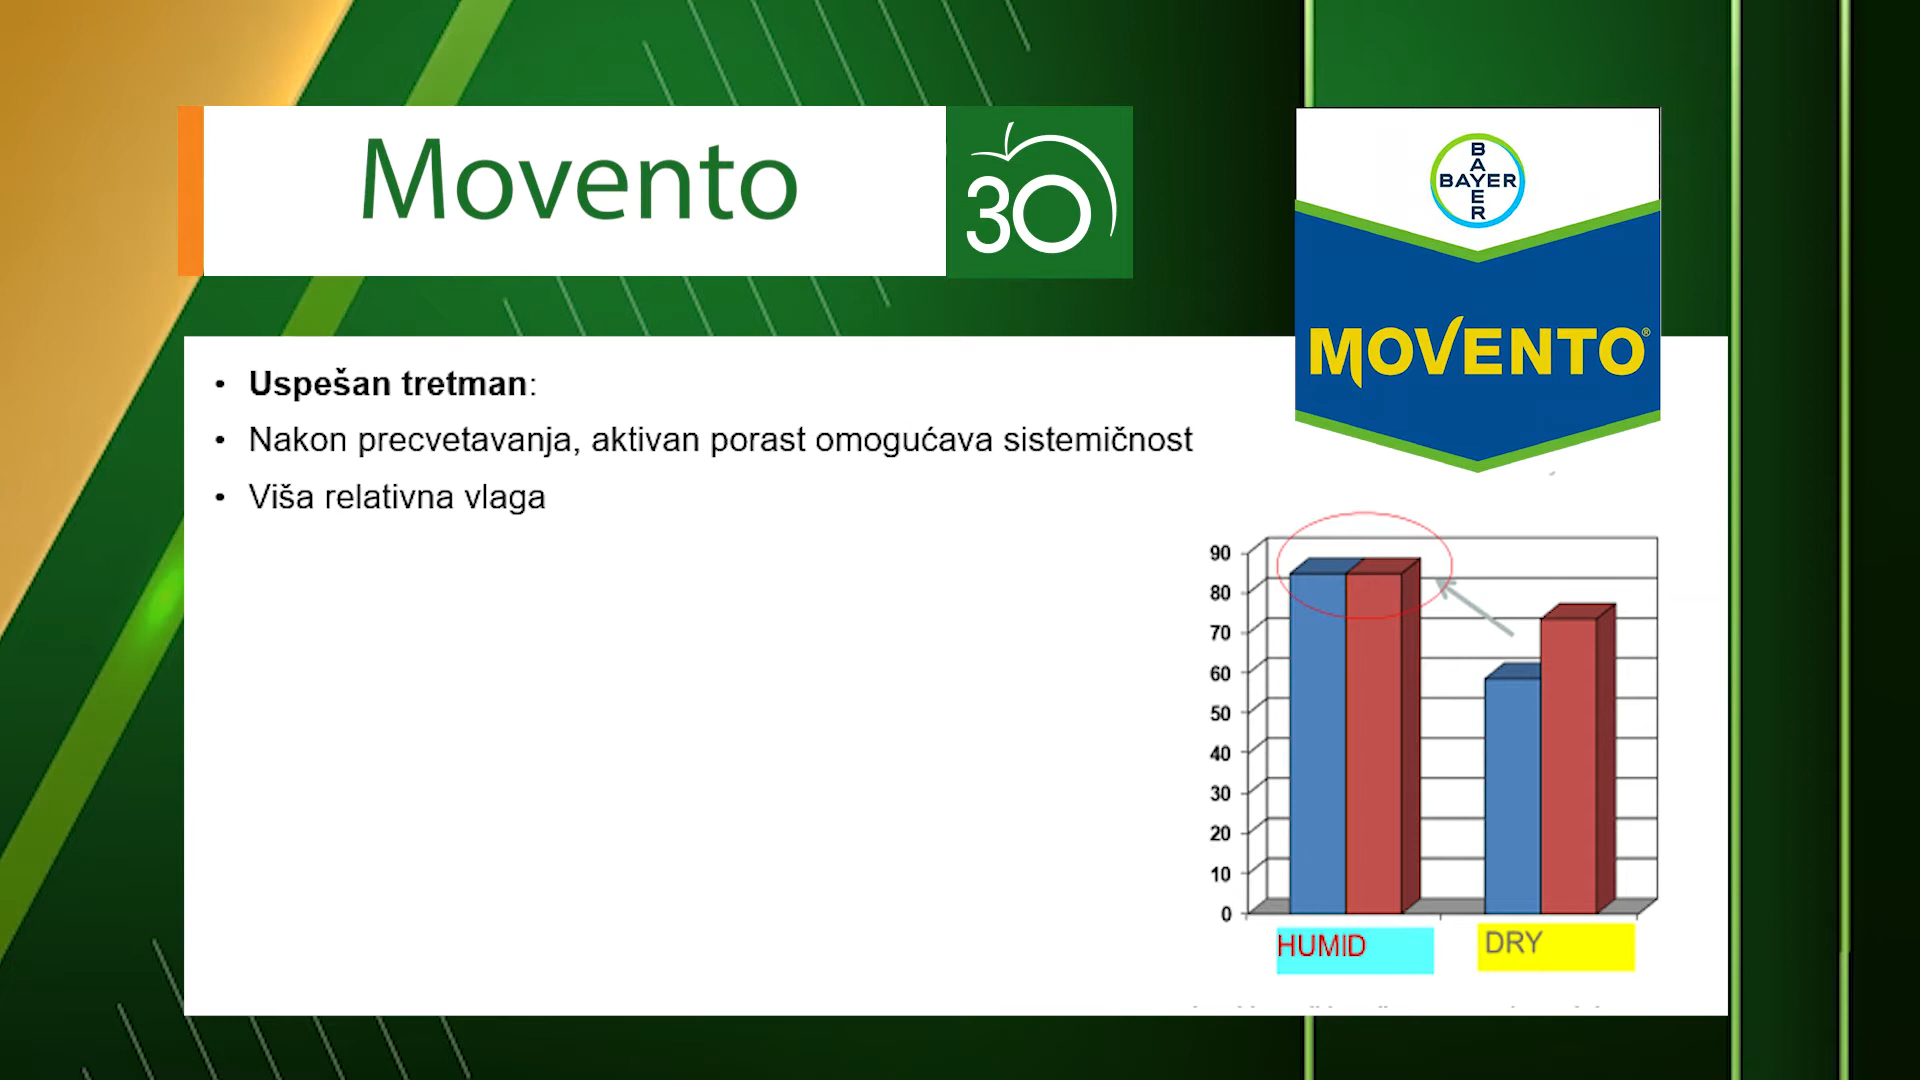 Movento
30
BAYER
BAYER
MOVENTO®
• Uspešan tretman:
• Nakon precvetavanja, aktivan porast omogućava sistemičnost
• Viša relativna vlaga
90
80
70
60
50
40
30
20
10
0
HUMID
DRY